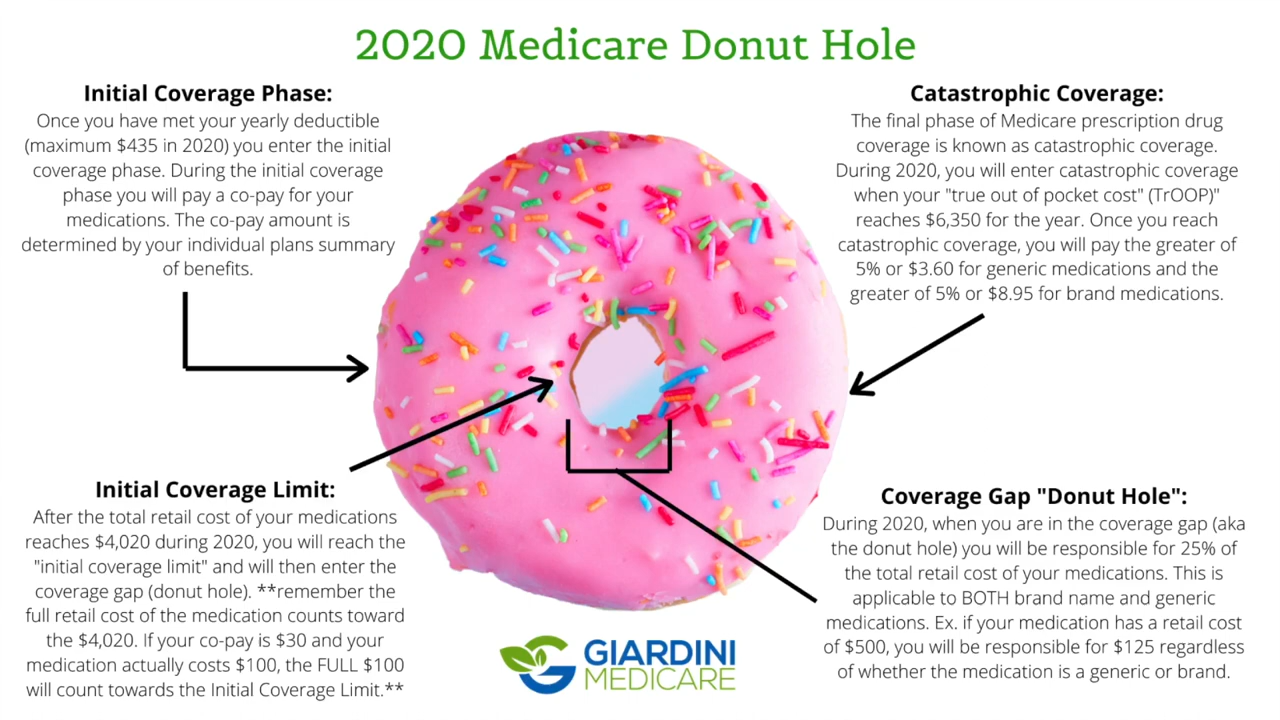 2020 Medicare Donut Hole
Initial Coverage Phase:
Once you have met your yearly deductible
(maximum $435 in 2020) you enter the initial
coverage phase. During the initial coverage
phase you will pay a co-pay for your
medications. The co-pay amount is
determined by your individual plans summary
of benefits.
Catastrophic Coverage:
The final phase of Medicare prescription drug
coverage is known as catastrophic coverage.
During 2020, you will enter catastrophic coverage
when your "true out of pocket cost" (TrOOP)"
reaches $6,350 for the year. Once you reach
catastrophic coverage, you will pay the greater of
5% or $3.60 for generic medications and the
greater of 5% or $8.95 for brand medications.
Initial Coverage Limit:
After the total retail cost of your medications
reaches $4,020 during 2020, you will reach the
"initial coverage limit" and will then enter the
coverage gap (donut hole). **remember the
full retail cost of the medication counts toward
the $4,020. If your co-pay is $30 and your
medication actually costs $100, the FULL $100
will count towards the Initial Coverage Limit.**
Coverage Gap "Donut Hole":
During 2020, when you are in the coverage gap (aka
the donut hole) you will be responsible for 25% of
the total retail cost of your medications. This is
applicable to BOTH brand name and generic
medications. Ex. if your medication has a retail cost
of $500, you will be responsible for $125 regardless
of whether the medication is a generic or brand.
GIARDINI
MEDICARE